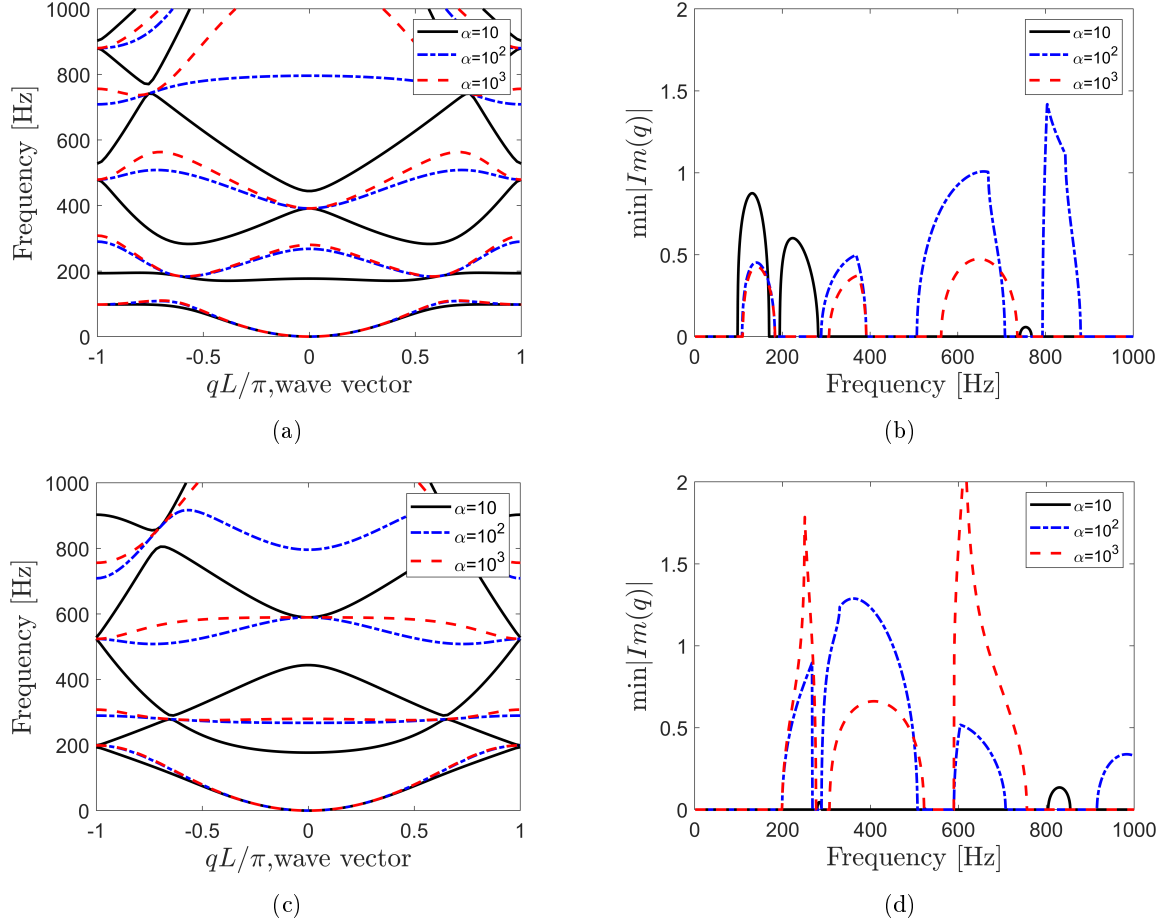 1000
800
600
400
200
0
Frequency [Hz]
α=10
α=10²
α=10³
-1
-0.5
0
0.5
1
qL/π,wave vector
(a)
2
1.5
1
0.5
0
min|Im(q)|
α=10
α=10²
α=10³
0
200
400
600
800
1000
Frequency [Hz]
(b)
1000
800
600
400
200
0
Frequency [Hz]
α=10
α=10²
α=10³
-1
-0.5
0
0.5
1
qL/π,wave vector
(c)
2
1.5
1
0.5
0
min|Im(q)|
α=10
α=10²
α=10³
0
200
400
600
800
1000
Frequency [Hz]
(d)